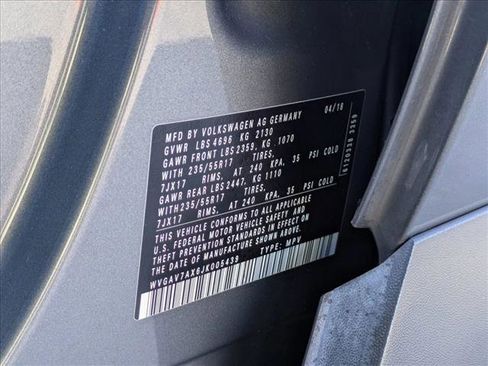 MFD BY VOLKSWAGEN AG GERMANY 04/18
GVWR LBS 4696 KG 2130
GAWR FRONT LBS 2359, KG 1070
WITH 235/55R17 TIRES,
7JX17 RIMS, AT 240 KPA, 35 PSI COLD
GAWR REAR LBS 2447, KG 1110
WITH 235/55R17 TIRES,
7JX17 RIMS, AT 240 KPA, 35 PSI COLD
THIS VEHICLE CONFORMS TO ALL APPLICABLE
U.S. FEDERAL MOTOR VEHICLE SAFETY AND
THEFT PREVENTION STANDARDS IN EFFECT
ON THE DATE OF MANUFACTURE SHOWN ABOVE.
WVGAV7AX6JK005439 TYPE: MPV